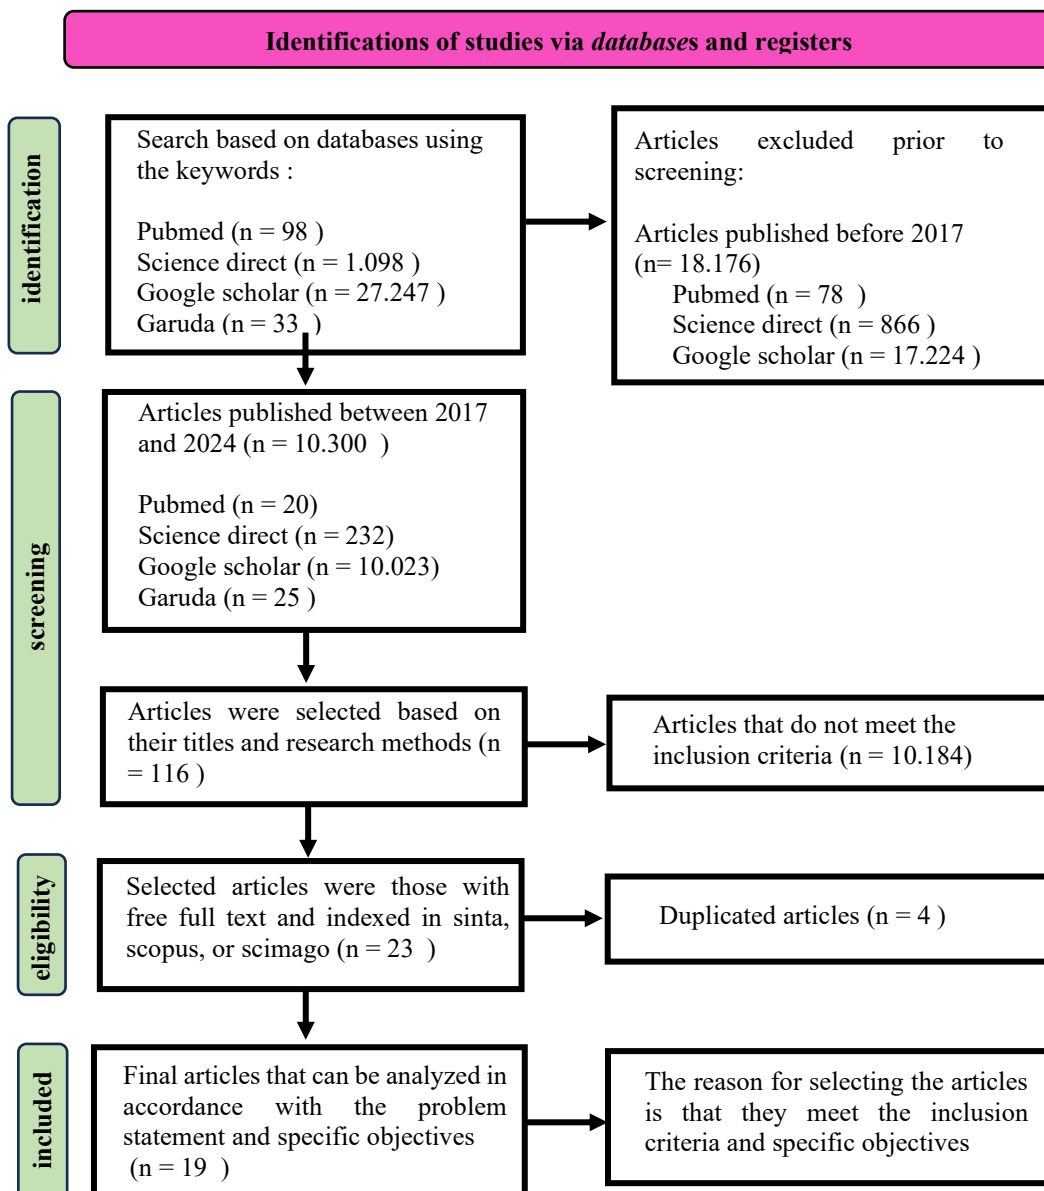 Identifications of studies via databases and registers
identification
Search based on databases using
the keywords :
Pubmed (n = 98 )
Science direct (n = 1.098 )
Google scholar (n = 27.247 )
Garuda (n = 33 )
Articles excluded prior to
screening:
Articles published before 2017
(n= 18.176)
Pubmed (n = 78 )
Science direct (n = 866 )
Google scholar (n = 17.224 )
screening
Articles published between 2017
and 2024 (n = 10.300 )
Pubmed (n = 20)
Science direct (n = 232)
Google scholar (n = 10.023)
Garuda (n = 25 )
Articles were selected based on
their titles and research methods (n
= 116 )
Articles that do not meet the
inclusion criteria (n = 10.184)
eligibility
Selected articles were those with
free full text and indexed in sinta,
scopus, or scimago (n = 23 )
Duplicated articles (n = 4 )
included
Final articles that can be analyzed in
accordance with the problem
statement and specific objectives
(n = 19 )
The reason for selecting the articles
is that they meet the inclusion
criteria and specific objectives